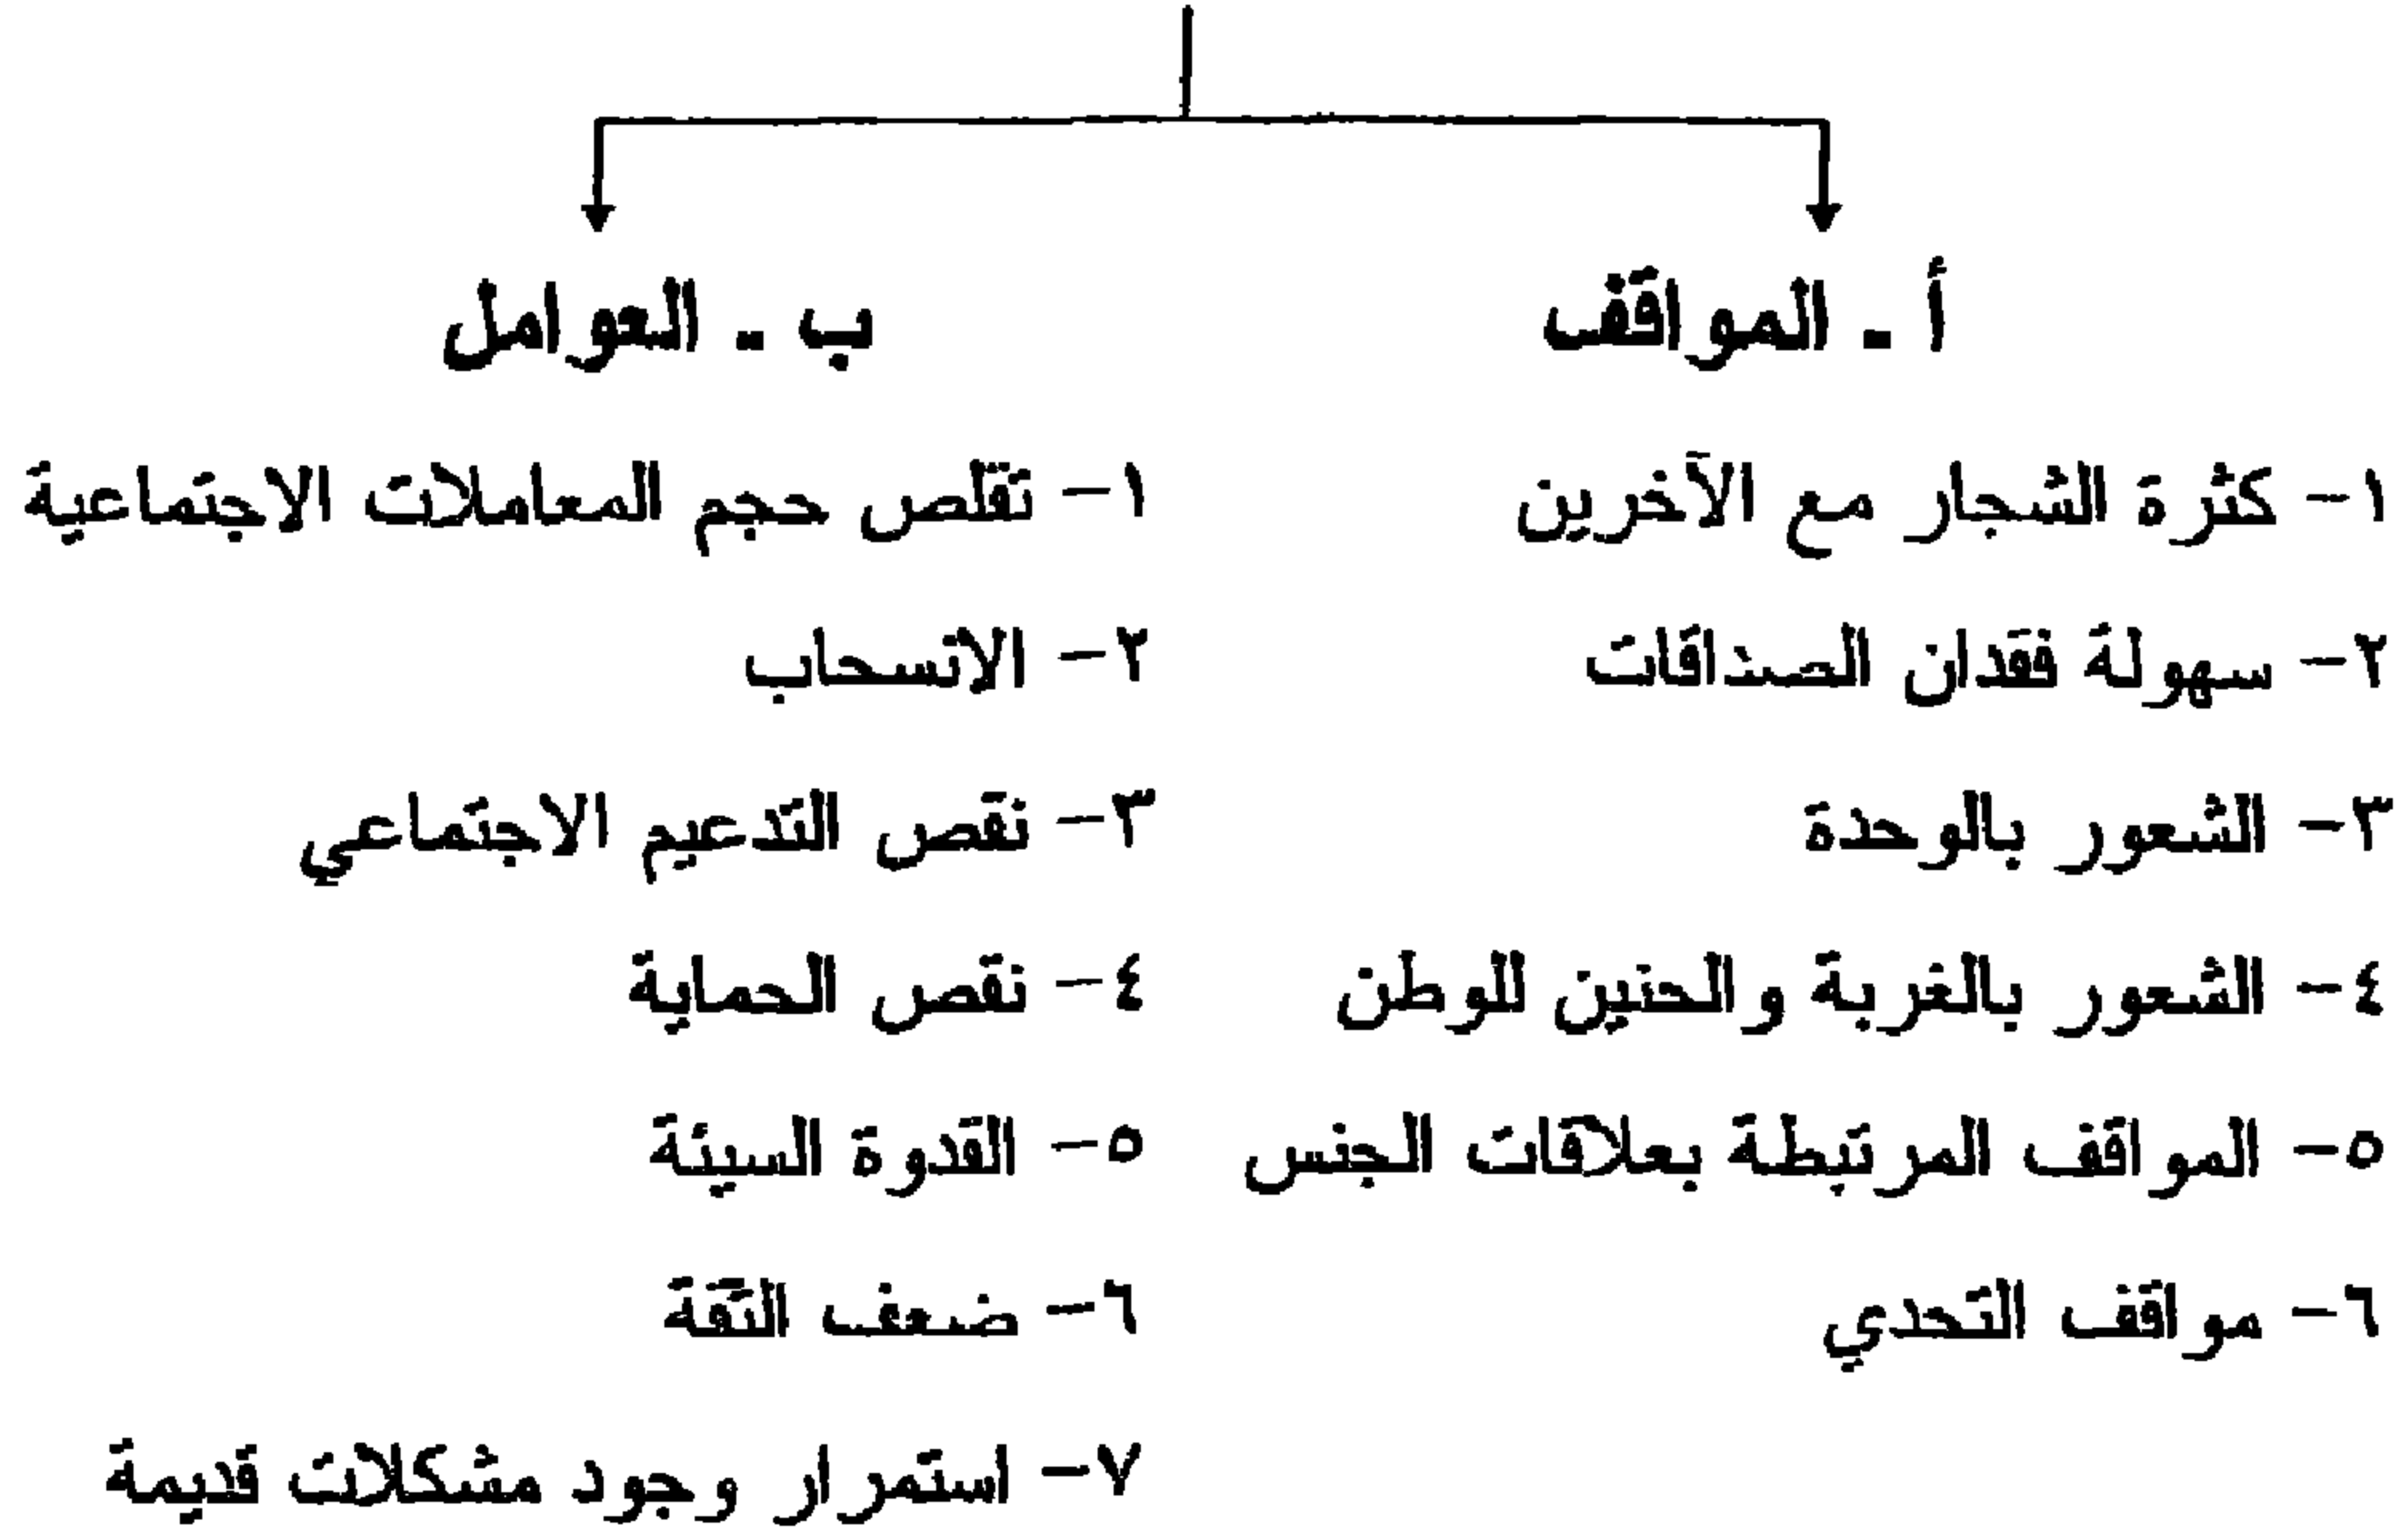 أ ـ المواقف
١- كثرة الشجار مع الآخرين
٢- سهولة فقدان الصداقات
٣- الشعور بالوحدة
٤- الشعور بالغربة والحنين للوطن
٥- المواقف المرتبطة بعلاقات الجنس
٦- مواقف التحدي
ب ـ العوامل
١- تقلص حجم المعاملات الاجتماعية
٢- الانسحاب
٣- نقص التدعيم الاجتماعي
٤- نقص الحماية
٥- القدوة السيئة
٦- ضعف الثقة
٧- استمرار وجود مشكلات قديمة